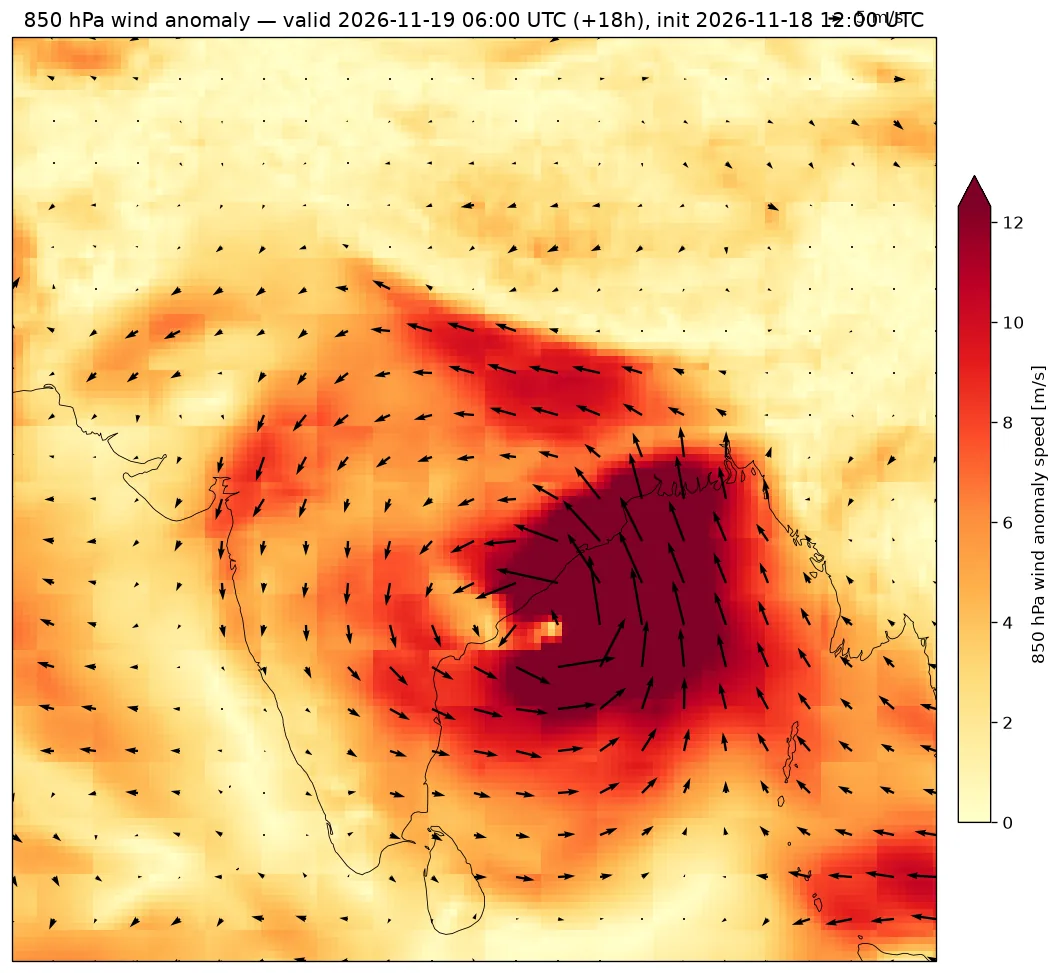 850 hPa wind anomaly — valid 2026-11-19 06:00 UTC (+18h), init 2026-11-18 12:00 UTC
5 m/s
12
10
8
6
4
2
0
850 hPa wind anomaly speed [m/s]